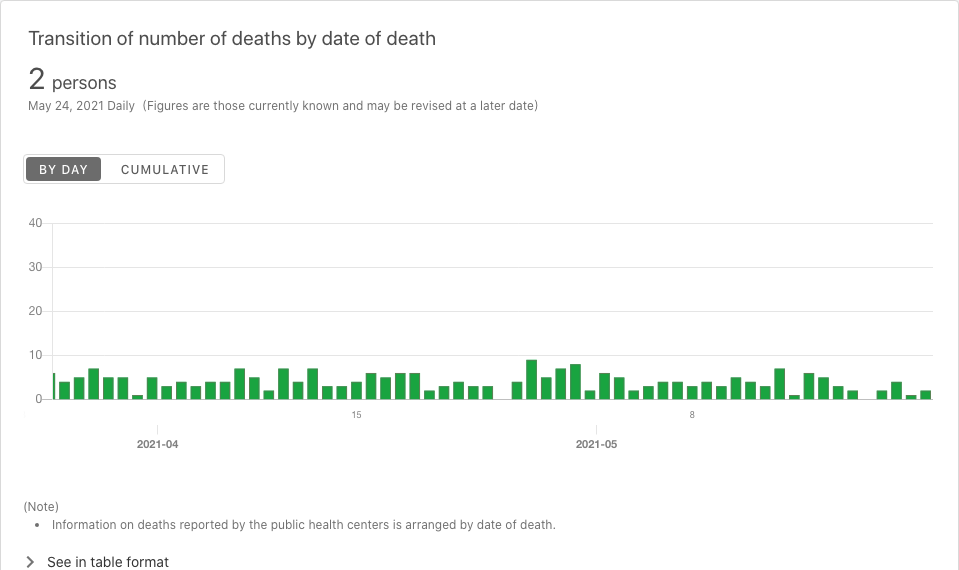 Transition of number of deaths by date of death
2 persons
May 24, 2021 Daily (Figures are those currently known and may be revised at a later date)
BY DAY CUMULATIVE
40
30
20
10
0
15 8
2021-04 2021-05
(Note)
• Information on deaths reported by the public health centers is arranged by date of death.
See in table format